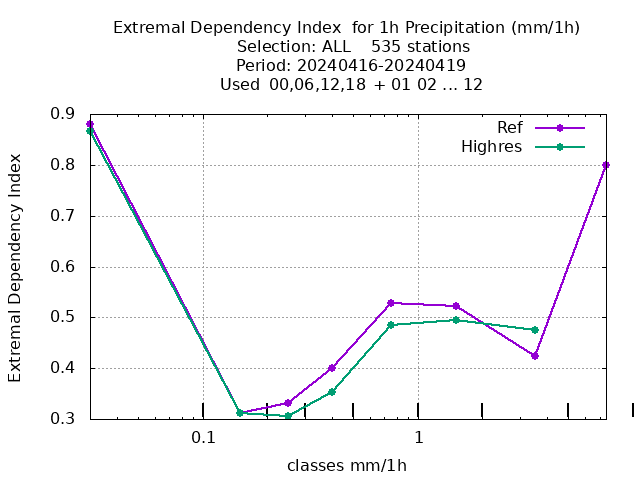 Extremal Dependency Index  for 1h Precipitation (mm/1h)
Selection: ALL    535 stations
Period: 20240416-20240419
Used  00,06,12,18  + 01 02 ... 12
Ref
Highres
0.9
0.8
0.7
0.6
0.5
0.4
0.3
Extremal Dependency Index
0.1
1
classes mm/1h